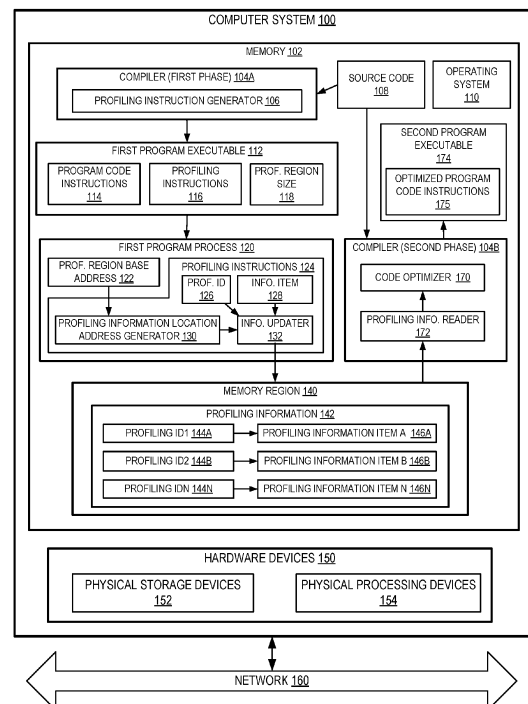 COMPUTER SYSTEM 100
MEMORY 102
COMPILER (FIRST PHASE) 104A
PROFILING INSTRUCTION GENERATOR 106
SOURCE CODE
108
OPERATING
SYSTEM
110
FIRST PROGRAM EXECUTABLE 112
PROGRAM CODE
INSTRUCTIONS
114
PROFILING
INSTRUCTIONS
116
PROF. REGION
SIZE
118
SECOND PROGRAM
EXECUTABLE
174
OPTIMIZED PROGRAM
CODE INSTRUCTIONS
175
FIRST PROGRAM PROCESS 120
PROF. REGION BASE
ADDRESS 122
PROFILING INSTRUCTIONS 124
PROF. ID
126
INFO. ITEM
128
PROFILING INFORMATION LOCATION
ADDRESS GENERATOR 130
INFO. UPDATER
132
COMPILER (SECOND PHASE) 104B
CODE OPTIMIZER 170
PROFILING INFO. READER
172
MEMORY REGION 140
PROFILING INFORMATION 142
PROFILING ID1 144A
PROFILING INFORMATION ITEM A 146A
PROFILING ID2 144B
PROFILING INFORMATION ITEM B 146B
PROFILING IDN 144N
PROFILING INFORMATION ITEM N 146N
HARDWARE DEVICES 150
PHYSICAL STORAGE DEVICES
152
PHYSICAL PROCESSING DEVICES
154
NETWORK 160